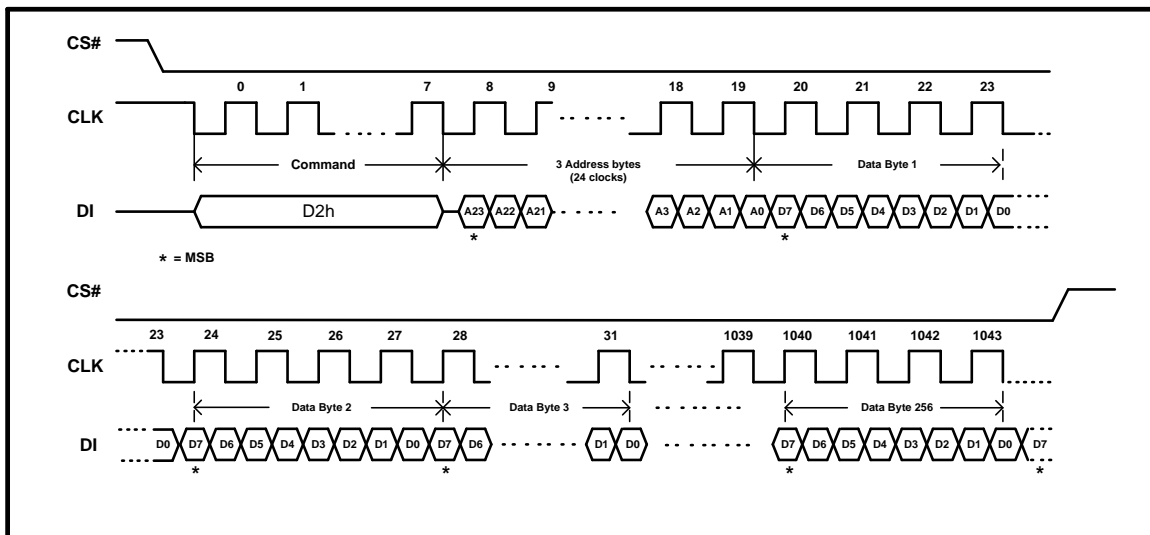 CS#
0 1 7 8 9 18 19 20 21 22 23
CLK
Command 3 Address bytes Data Byte 1
(24 clocks)
DI D2h A23 A22 A21 A3 A2 A1 A0 D7 D6 D5 D4 D3 D2 D1 D0
* *
* = MSB
CS#
23 24 25 26 27 28 31 1039 1040 1041 1042 1043
CLK
Data Byte 2 Data Byte 3 Data Byte 256
DI D0 D7 D6 D5 D4 D3 D2 D1 D0 D7 D6 D1 D0 D7 D6 D5 D4 D3 D2 D1 D0 D7
* * * *